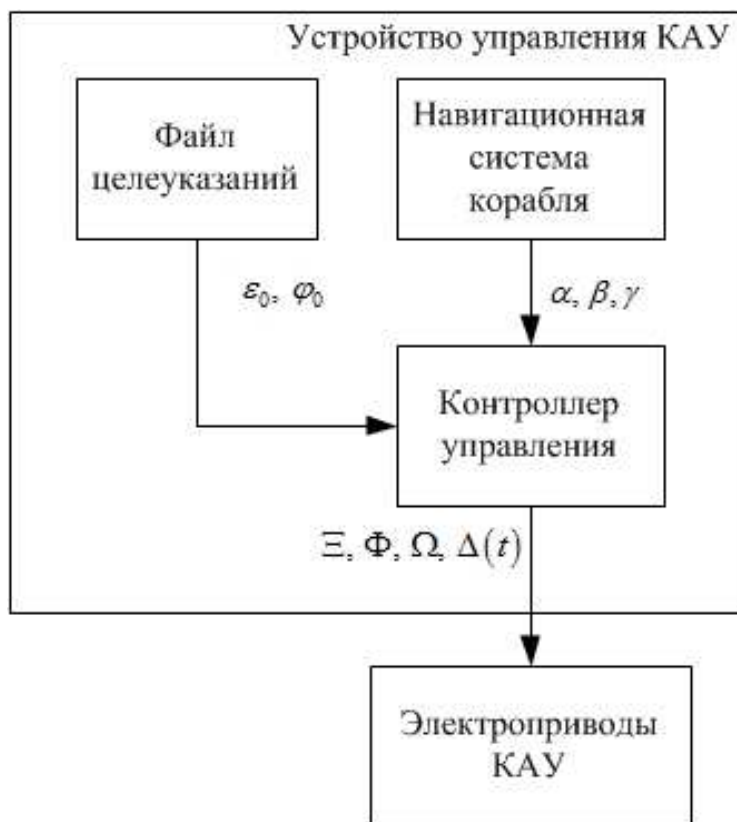 Устройство управления КАУ
Файл
целеуказаний
Навигационная
система
корабля
ε₀, φ₀
α, β, γ
Контроллер
управления
Ξ, Φ, Ω, Δ(t)
Электроприводы
КАУ